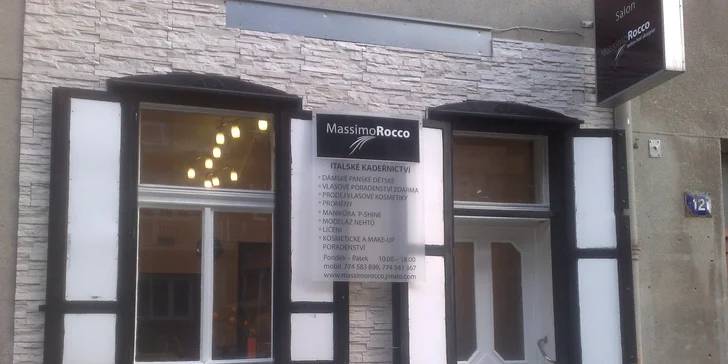 Salon
MassimoRocco
MassimoRocco
ITALSKÉ KADEŘNICTVÍ
DÁMSKÉ PÁNSKÉ DĚTSKÉ
VLASOVÉ PORADENSTVÍ ZDARMA
PRODEJ VLASOVÉ KOSMETIKY
PROMĚNY
MANIKÚRA P-SHINE
MODELÁŽ NEHTŮ
LÍČENÍ
KOSMETICKÉ A MAKE-UP
PORADENSTVÍ
Pondělí - Pátek 10:00 - 18:00
mobil 774 583 899, 774 541 367
www.massimorocco.jimdo.com
12